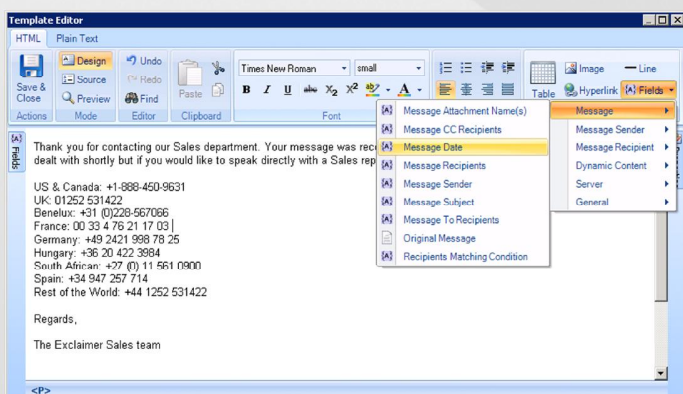 Template Editor
HTML Plain Text
Save & Close
Actions
Design
Source
Preview
Mode
Undo
Redo
Find
Editor
Paste
Clipboard
Times New Roman small
B I U abc X₂ X² ab A
Font
Table
Image Line
Hyperlink {A} Fields
{A} Fields
Message
Message Sender
Message Recipient
Dynamic Content
Server
General
{A} Message Attachment Name(s)
{A} Message CC Recipients
{A} Message Date
{A} Message Recipients
{A} Message Sender
{A} Message Subject
{A} Message To Recipients
Original Message
{A} Recipients Matching Condition
Thank you for contacting our Sales department. Your message was rec
dealt with shortly but if you would like to speak directly with a Sales rep
US & Canada: +1-888-450-9631
UK: 01252 531422
Benelux: +31 (0)228-567066
France: 00 33 4 76 21 17 03
Germany: +49 2421 998 78 25
Hungary: +36 20 422 3984
South African: +27 (0) 11 561 0900
Spain: +34 947 257 714
Rest of the World: +44 1252 531422
Regards,
The Exclaimer Sales team
<P>